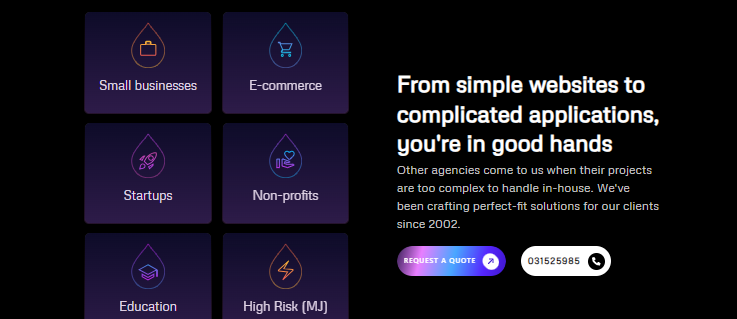 Small businesses
E-commerce
Startups
Non-profits
Education
High Risk (MJ)
From simple websites to
complicated applications,
you're in good hands
Other agencies come to us when their projects
are too complex to handle in-house. We've
been crafting perfect-fit solutions for our clients
since 2002.
REQUEST A QUOTE
031525985